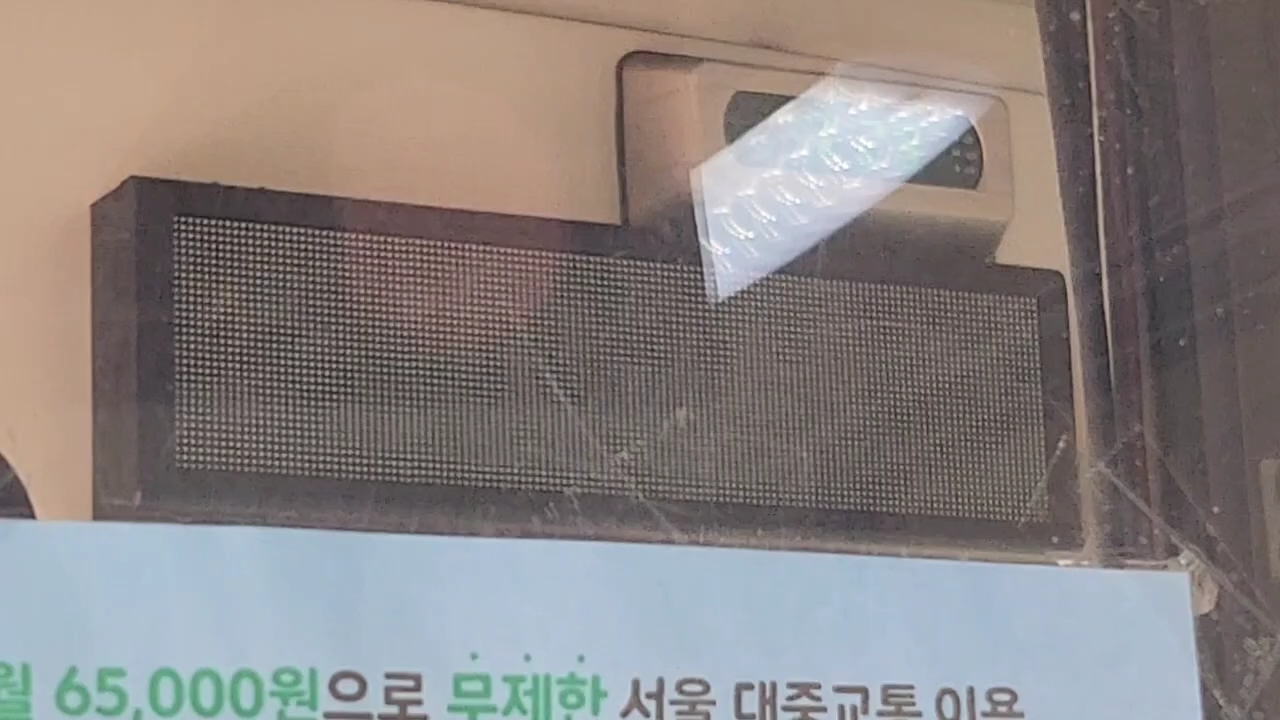 월 65,000원으로 무제한 서울 대중교통 이용